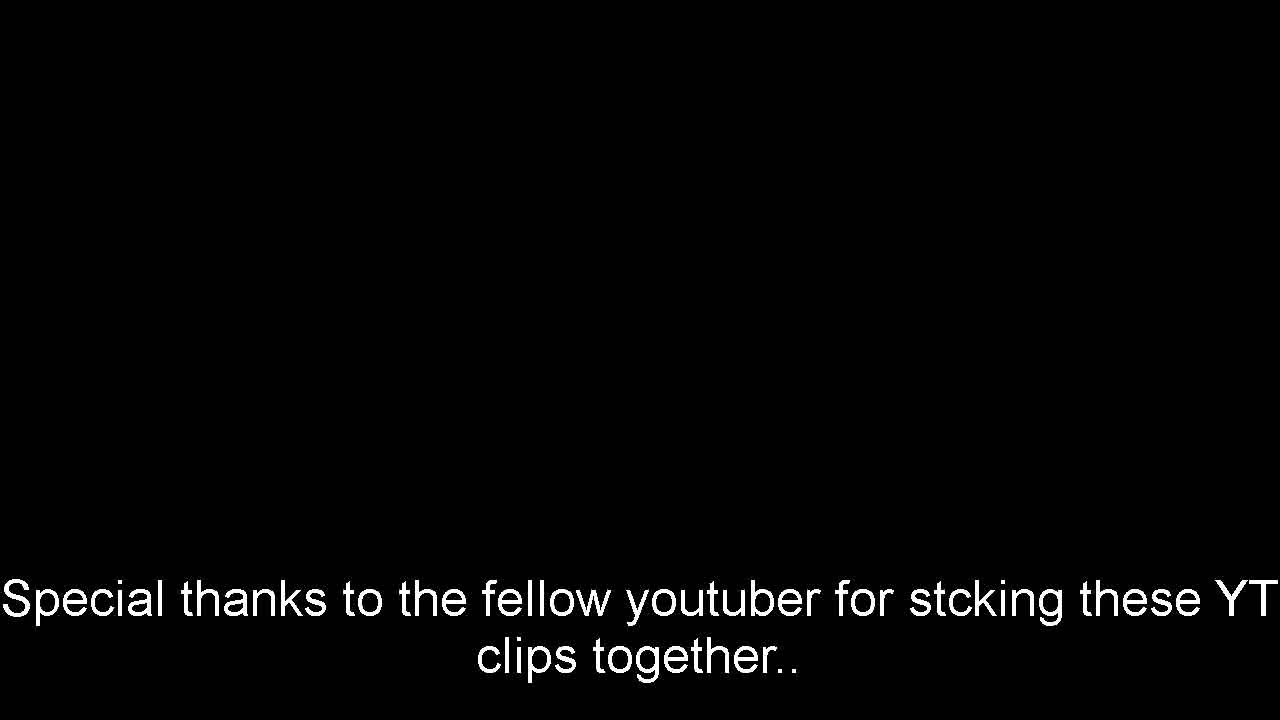 Special thanks to the fellow youtuber for stcking these YT
clips together..